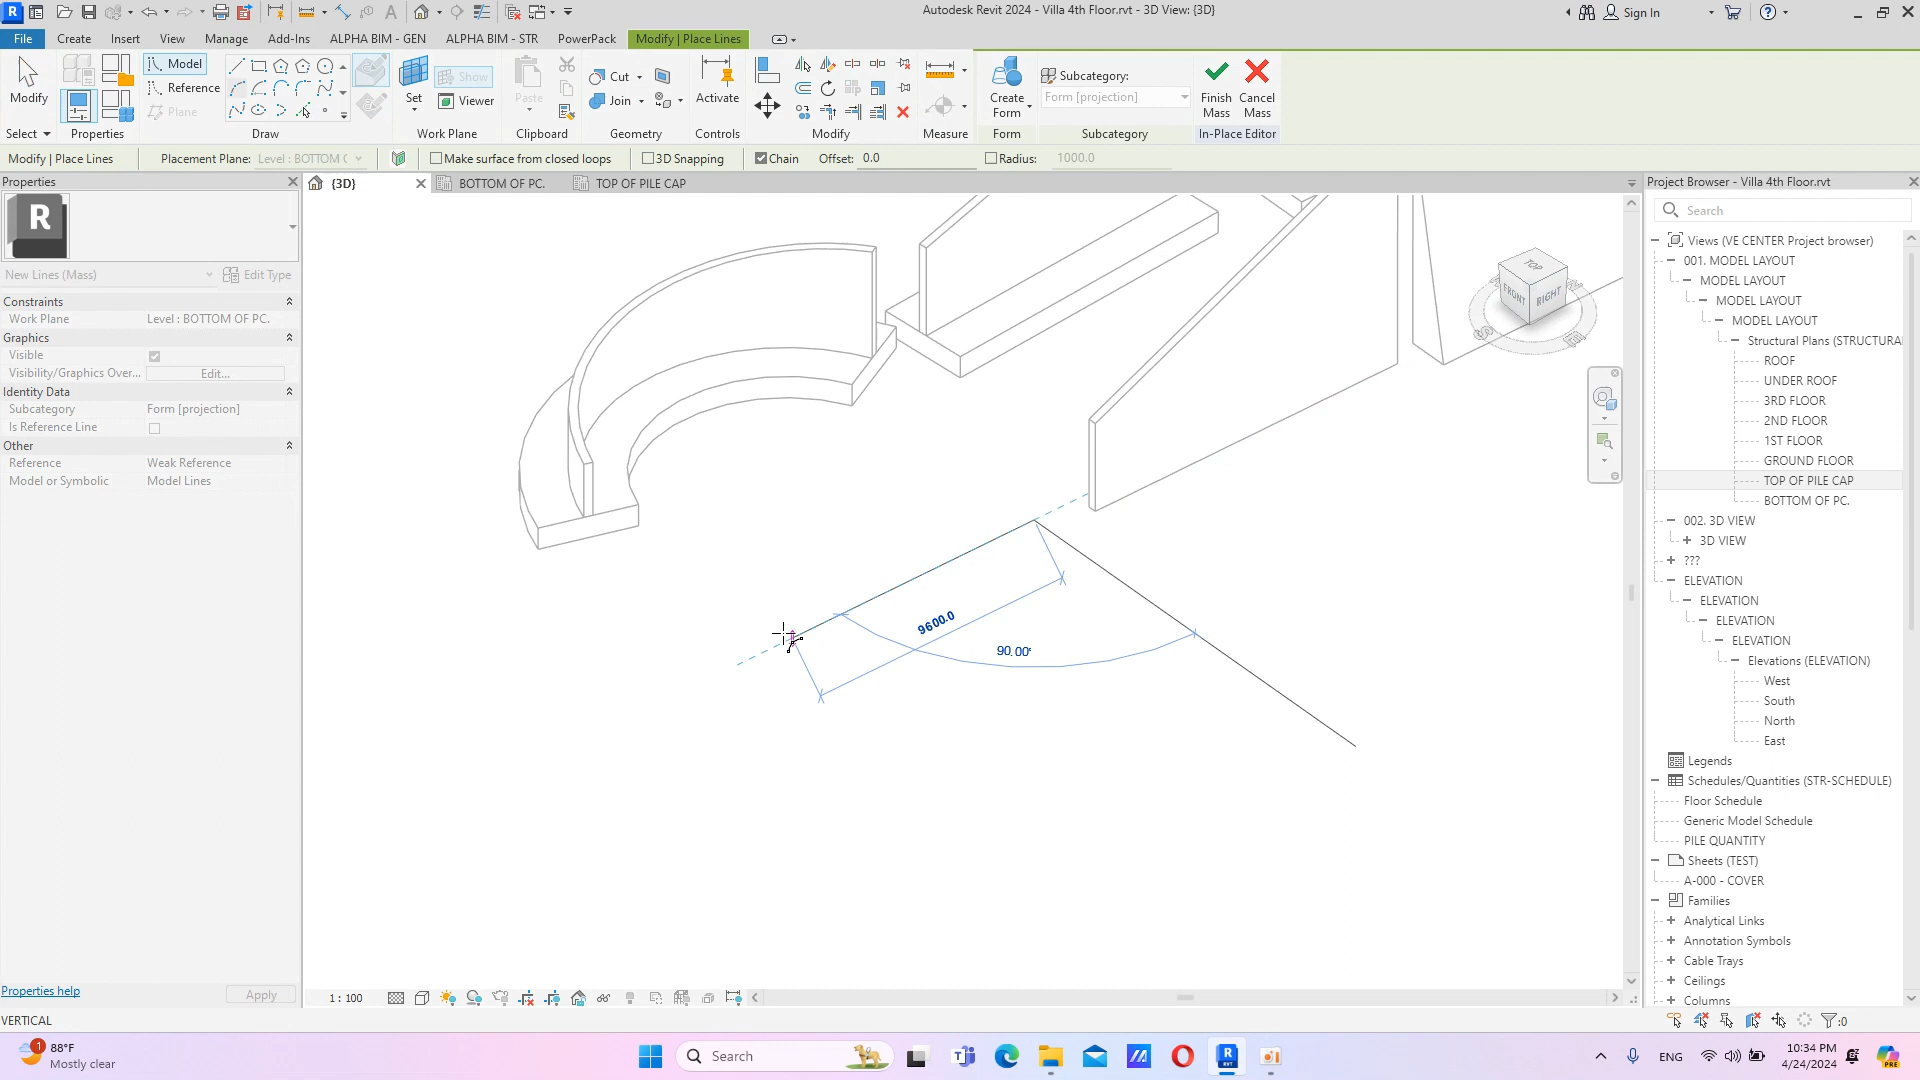 Autodesk Revit 2024 - Villa 4th Floor.rvt - 3D View: {3D}
Sign In
File Create Insert View Manage Add-Ins ALPHA BIM - GEN ALPHA BIM - STR PowerPack Modify | Place Lines
Modify
Select
Properties
Model
Reference
Plane
Draw
Set
Show
Viewer
Work Plane
Paste
Clipboard
Cut
Join
Geometry
Activate
Controls
Modify
Measure
Create Form
Form
Subcategory:
Form [projection]
Subcategory
Finish Mass
Cancel Mass
In-Place Editor
Modify | Place Lines Placement Plane: Level : BOTTOM ( Make surface from closed loops 3D Snapping Chain Offset: 0.0 Radius: 1000.0
Properties
R
New Lines (Mass) Edit Type
Constraints
Work Plane Level : BOTTOM OF PC.
Graphics
Visible
Visibility/Graphics Over... Edit...
Identity Data
Subcategory Form [projection]
Is Reference Line
Other
Reference Weak Reference
Model or Symbolic Model Lines
Properties help Apply
{3D} BOTTOM OF PC. TOP OF PILE CAP
TOP
FRONT
RIGHT
9600.0
90.00°
1 : 100
Project Browser - Villa 4th Floor.rvt
Search
Views (VE CENTER Project browser)
001. MODEL LAYOUT
MODEL LAYOUT
MODEL LAYOUT
MODEL LAYOUT
Structural Plans (STRUCTURA
ROOF
UNDER ROOF
3RD FLOOR
2ND FLOOR
1ST FLOOR
GROUND FLOOR
TOP OF PILE CAP
BOTTOM OF PC.
002. 3D VIEW
3D VIEW
???
ELEVATION
ELEVATION
ELEVATION
ELEVATION
Elevations (ELEVATION)
West
South
North
East
Legends
Schedules/Quantities (STR-SCHEDULE)
Floor Schedule
Generic Model Schedule
PILE QUANTITY
Sheets (TEST)
A-000 - COVER
Families
Analytical Links
Annotation Symbols
Cable Trays
Ceilings
Columns
VERTICAL
:0
1
88°F
Mostly clear
Search
ENG
10:34 PM
4/24/2024